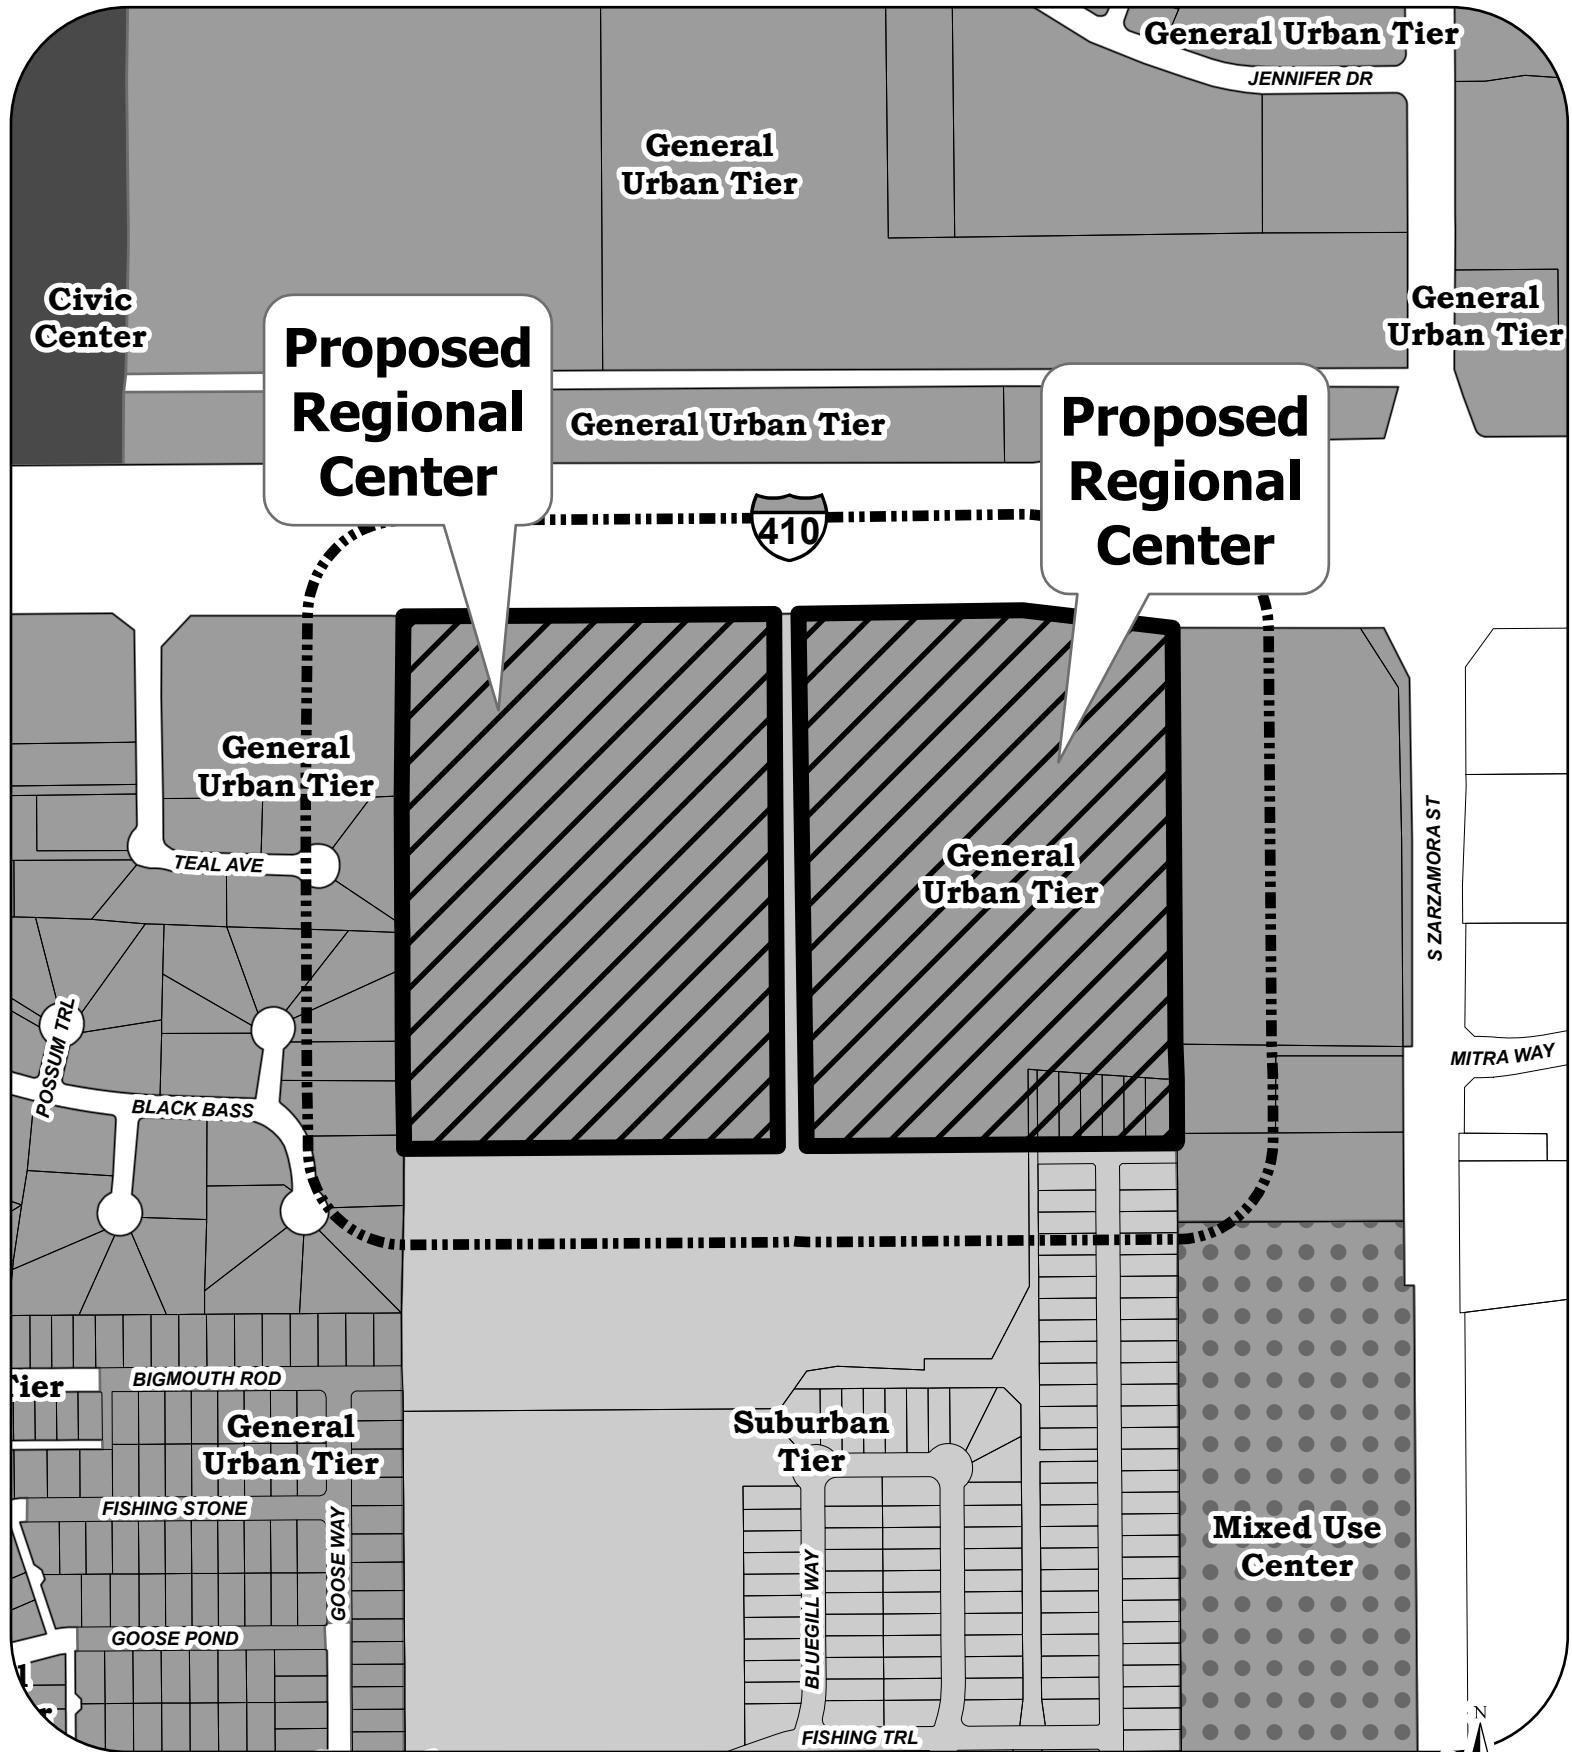 General Urban Tier
JENNIFER DR
General
Urban Tier
Civic
Center
General
Urban Tier
Proposed
Regional
Center
General Urban Tier
Proposed
Regional
Center
410
General
Urban Tier
TEAL AVE
General
Urban Tier
S ZARZAMORA ST
POSSUM TRL
BLACK BASS
MITRA WAY
BIGMOUTH ROD
Tier
General
Urban Tier
Suburban
Tier
FISHING STONE
GOOSE WAY
Mixed Use
Center
BLUEGILL WAY
GOOSE POND
FISHING TRL
N